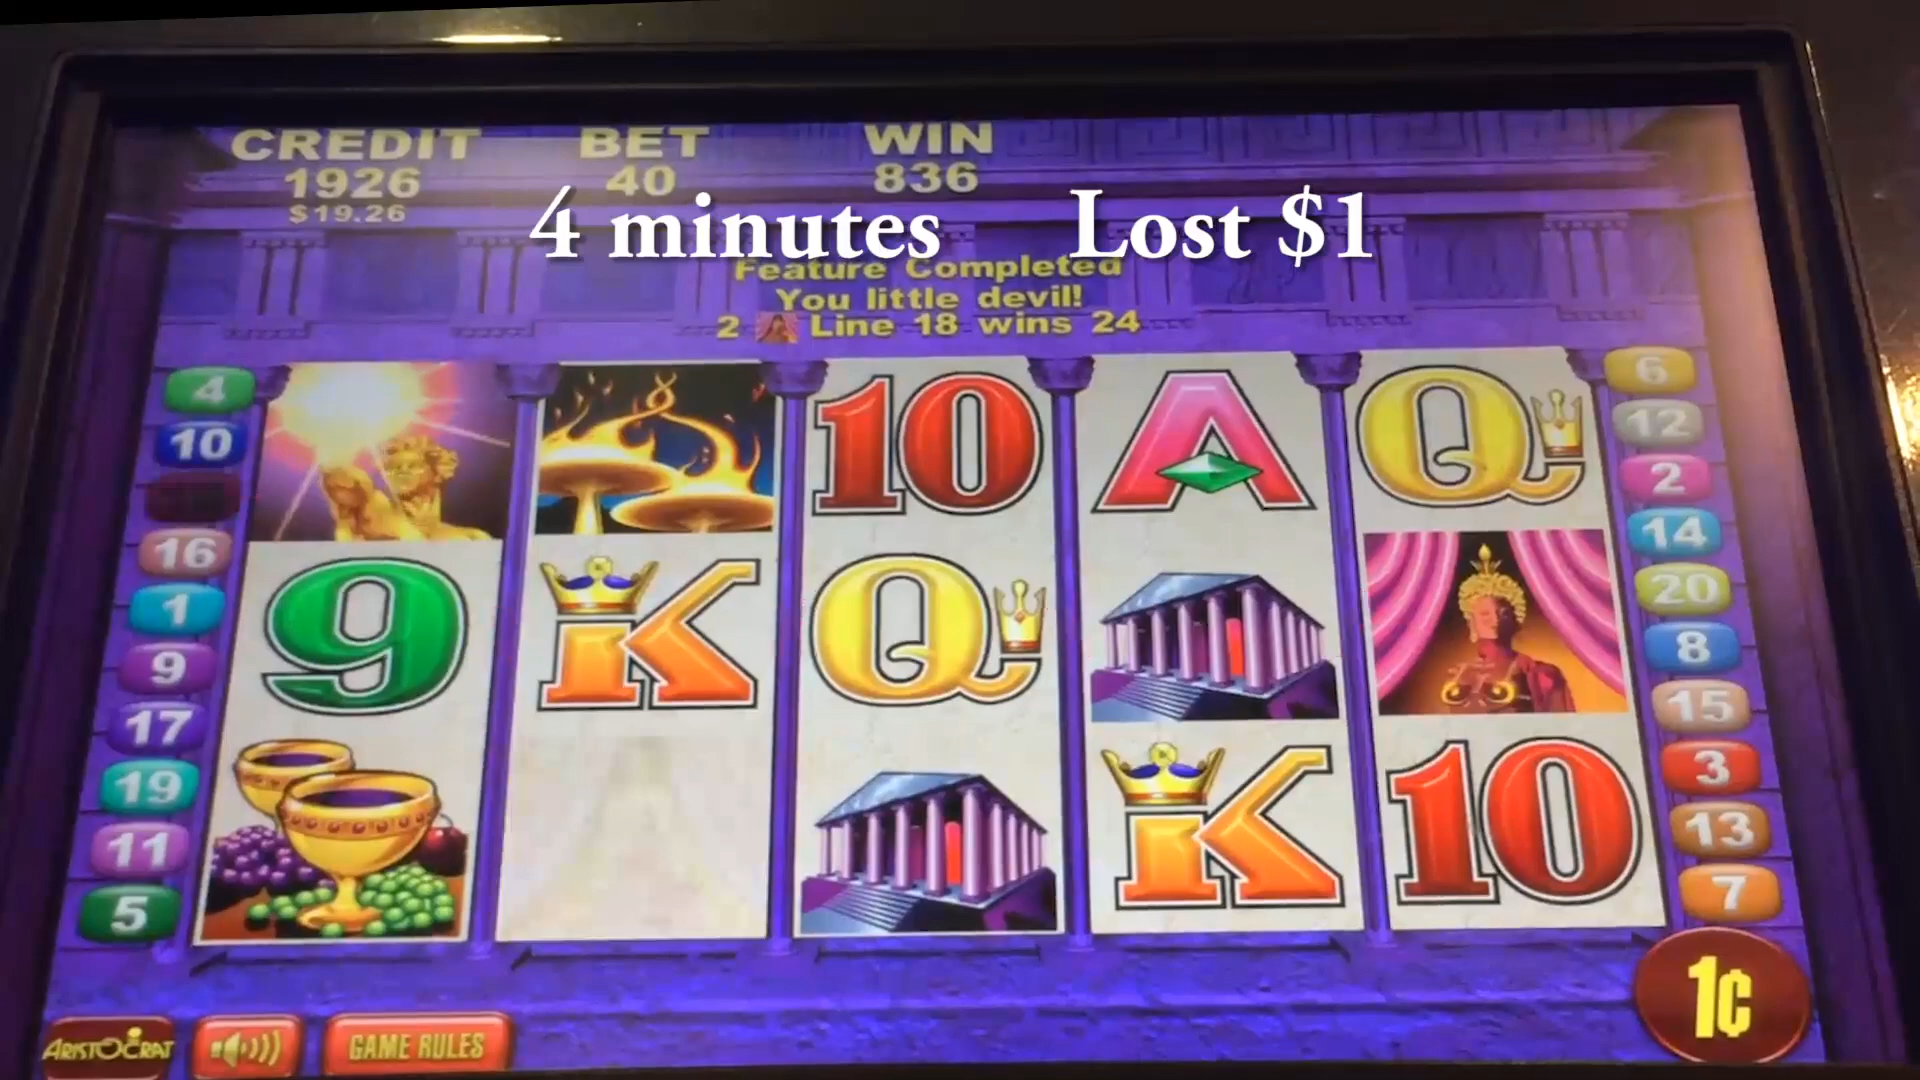 CREDIT BET WIN
1926 40 836
$19.26
4 minutes Lost $1
Feature Completed
You little devil!
2 Line 18 wins 24
4 10 A Q 6
10 12
2
16 14
1 9 K Q 20
9 8
17 15
19 K 10 3
11 13
5 7
1¢
ARISTOCRAT GAME RULES